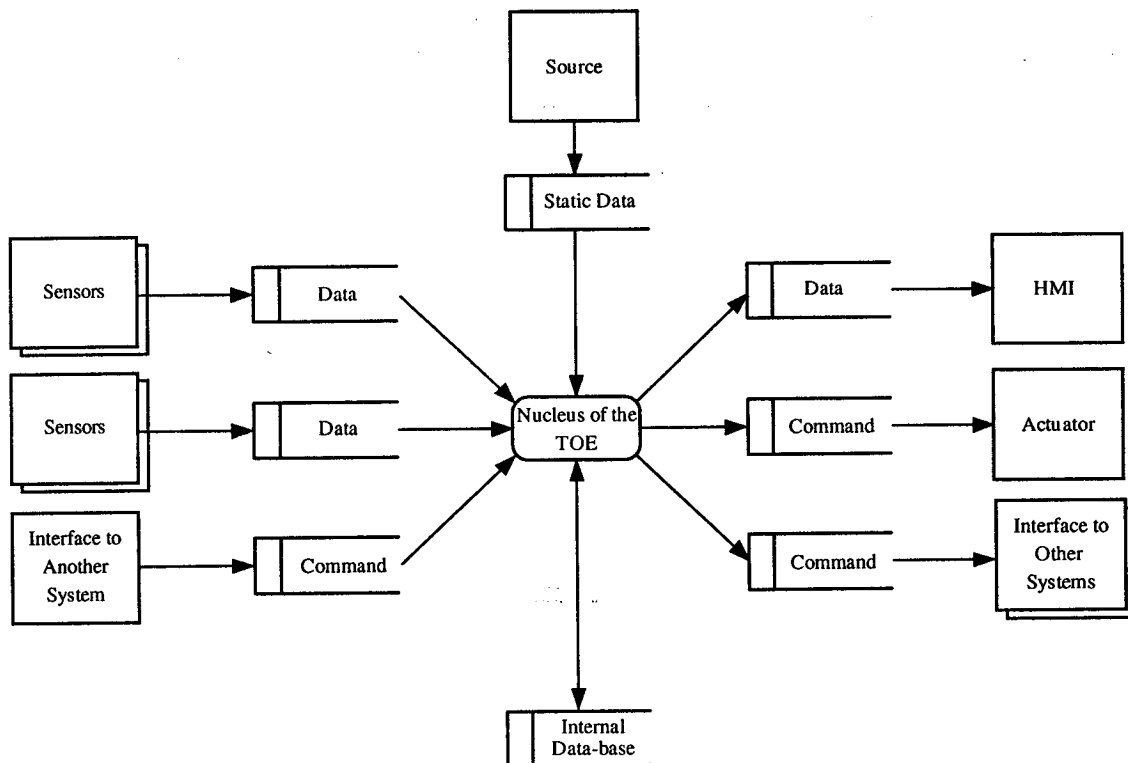 Source
Static Data
Sensors
Data
Data
HMI
Sensors
Data
Nucleus of the
TOE
Command
Actuator
Interface to
Another
System
Command
Command
Interface to
Other
Systems
Internal
Data-base